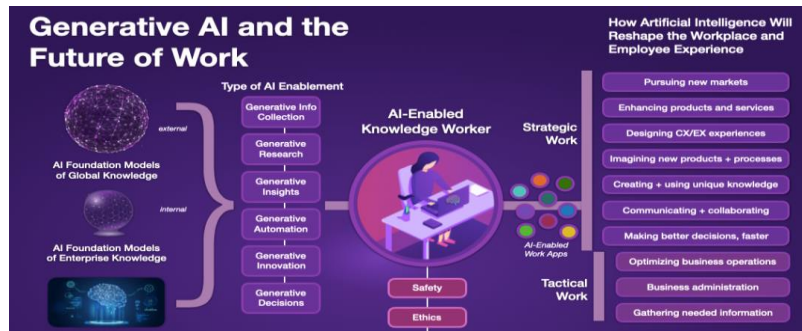 Generative AI and the
Future of Work
How Artificial Intelligence Will
Reshape the Workplace and
Employee Experience
external
AI Foundation Models
of Global Knowledge
internal
AI Foundation Models
of Enterprise Knowledge
Type of AI Enablement
Generative Info
Collection
Generative
Research
Generative
Insights
Generative
Automation
Generative
Innovation
Generative
Decisions
AI-Enabled
Knowledge Worker
Safety
Ethics
AI-Enabled
Work Apps
Strategic
Work
Pursuing new markets
Enhancing products and services
Designing CX/EX experiences
Imagining new products + processes
Creating + using unique knowledge
Communicating + collaborating
Making better decisions, faster
Tactical
Work
Optimizing business operations
Business administration
Gathering needed information